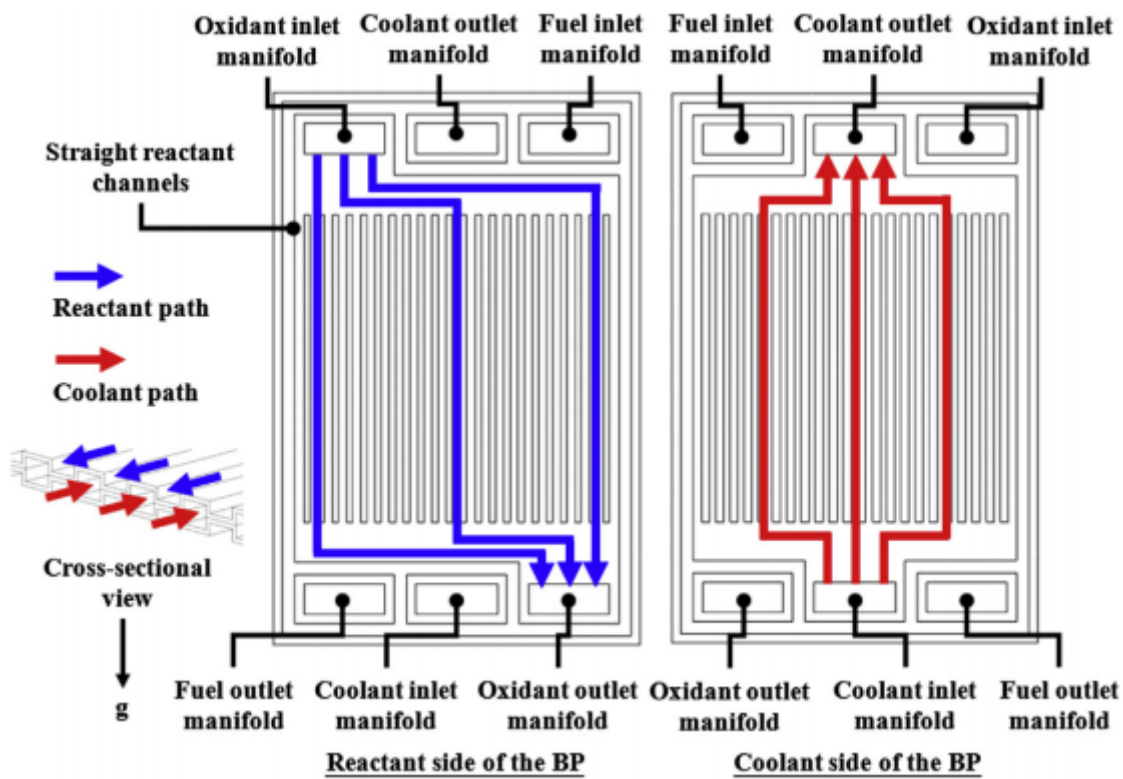 Oxidant inlet
manifold
Coolant outlet
manifold
Fuel inlet
manifold
Fuel inlet
manifold
Coolant outlet
manifold
Oxidant inlet
manifold
Straight reactant
channels
Reactant path
Coolant path
Cross-sectional
view
g
Fuel outlet
manifold
Coolant inlet
manifold
Oxidant outlet
manifold
Oxidant outlet
manifold
Coolant inlet
manifold
Fuel outlet
manifold
Reactant side of the BP
Coolant side of the BP